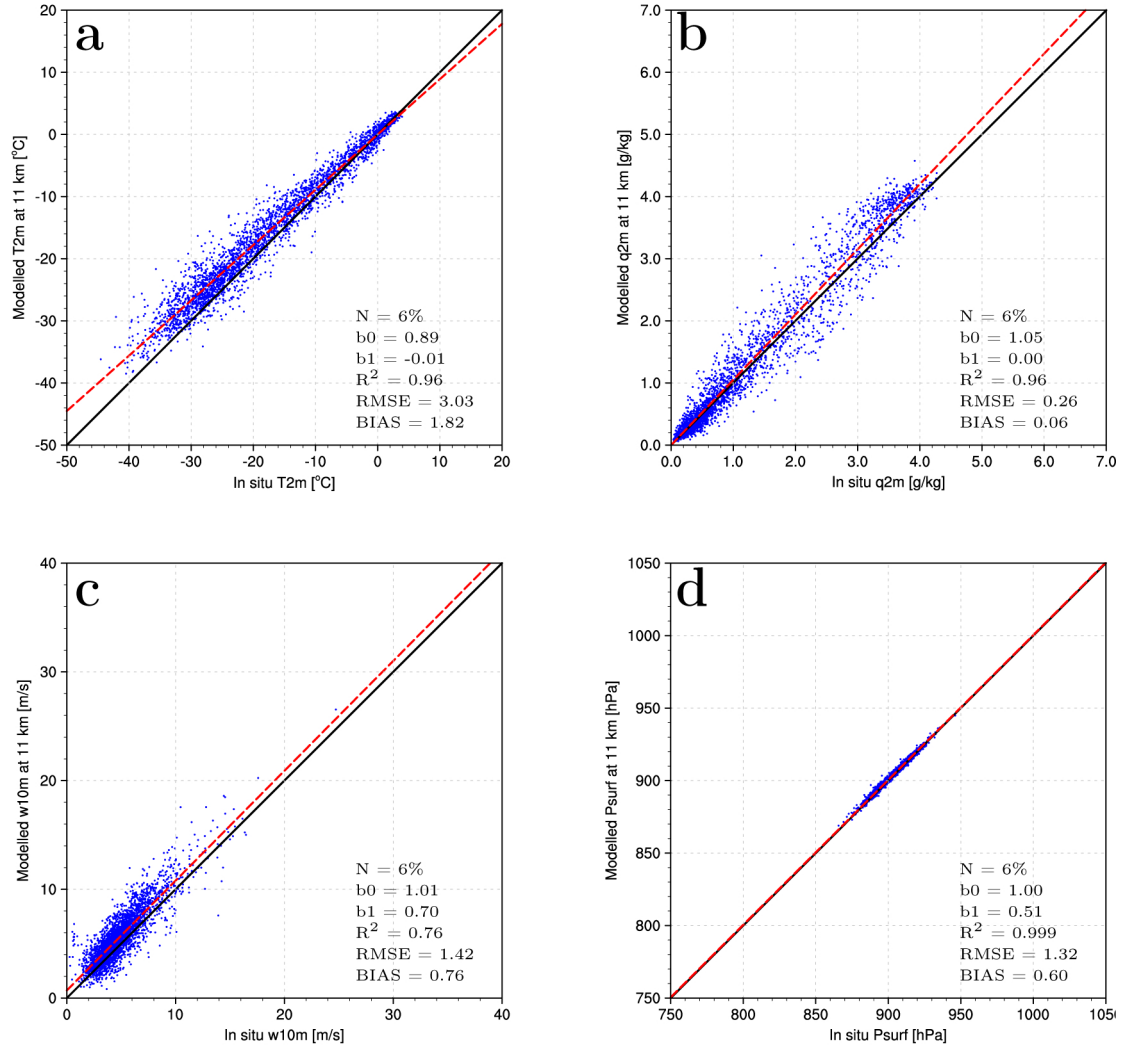 a
20
10
0
-10
-20
-30
-40
-50
Modelled T2m at 11 km [°C]
N = 6%
b0 = 0.89
b1 = -0.01
R² = 0.96
RMSE = 3.03
BIAS = 1.82
-50 -40 -30 -20 -10 0 10 20
In situ T2m [°C]
b
7.0
6.0
5.0
4.0
3.0
2.0
1.0
0.0
Modelled q2m at 11 km [g/kg]
N = 6%
b0 = 1.05
b1 = 0.00
R² = 0.96
RMSE = 0.26
BIAS = 0.06
0.0 1.0 2.0 3.0 4.0 5.0 6.0 7.0
In situ q2m [g/kg]
c
40
30
20
10
0
Modelled w10m at 11 km [m/s]
N = 6%
b0 = 1.01
b1 = 0.70
R² = 0.76
RMSE = 1.42
BIAS = 0.76
0 10 20 30 40
In situ w10m [m/s]
d
1050
1000
950
900
850
800
750
Modelled Psurf at 11 km [hPa]
N = 6%
b0 = 1.00
b1 = 0.51
R² = 0.999
RMSE = 1.32
BIAS = 0.60
750 800 850 900 950 1000 1050
In situ Psurf [hPa]